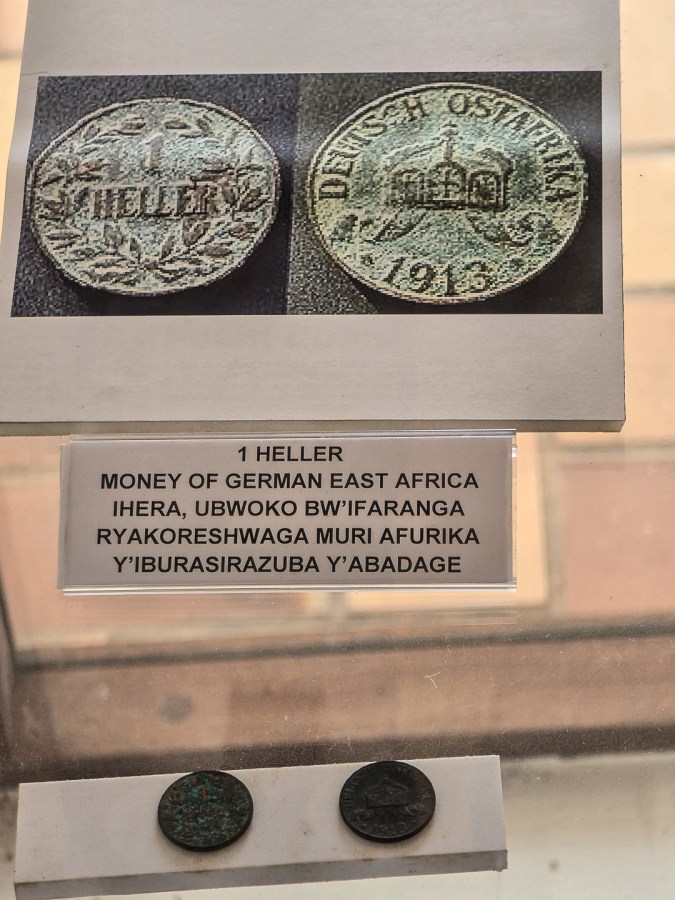 1
HELLER
DEUTSCH OSTAFRIKA
1913
1 HELLER
MONEY OF GERMAN EAST AFRICA
IHERA, UBWOKO BW'IFARANGA
RYAKORESHWAGA MURI AFURIKA
Y'IBURASIRAZUBA Y'ABADAGE